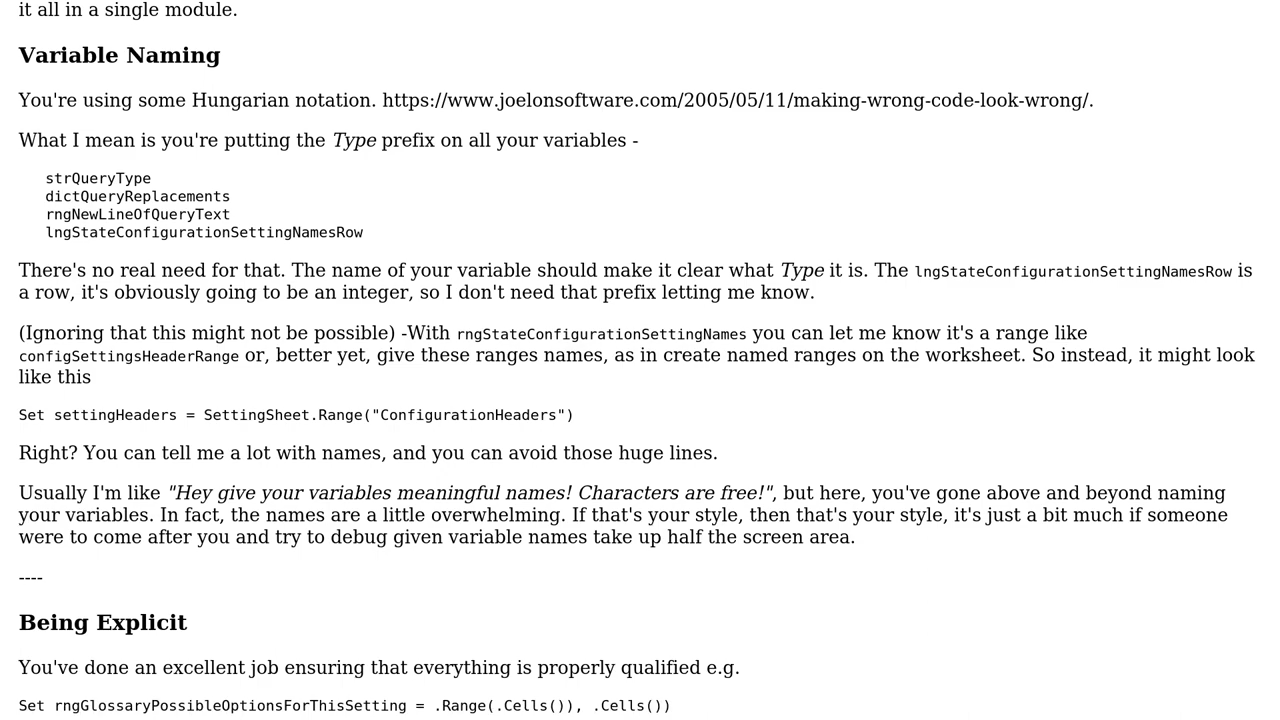 it all in a single module.
Variable Naming
You're using some Hungarian notation. https://www.joelonsoftware.com/2005/05/11/making-wrong-code-look-wrong/.
What I mean is you're putting the Type prefix on all your variables -
strQueryType
dictQueryReplacements
rngNewLineOfQueryText
lngStateConfigurationSettingNamesRow
There's no real need for that. The name of your variable should make it clear what Type it is. The lngStateConfigurationSettingNamesRow is
a row, it's obviously going to be an integer, so I don't need that prefix letting me know.
(Ignoring that this might not be possible) -With rngStateConfigurationSettingNames you can let me know it's a range like
configSettingsHeaderRange or, better yet, give these ranges names, as in create named ranges on the worksheet. So instead, it might look
like this
Set settingHeaders = SettingSheet.Range("ConfigurationHeaders")
Right? You can tell me a lot with names, and you can avoid those huge lines.
Usually I'm like "Hey give your variables meaningful names! Characters are free!", but here, you've gone above and beyond naming
your variables. In fact, the names are a little overwhelming. If that's your style, then that's your style, it's just a bit much if someone
were to come after you and try to debug given variable names take up half the screen area.
----
Being Explicit
You've done an excellent job ensuring that everything is properly qualified e.g.
Set rngGlossaryPossibleOptionsForThisSetting = .Range(.Cells()), .Cells())